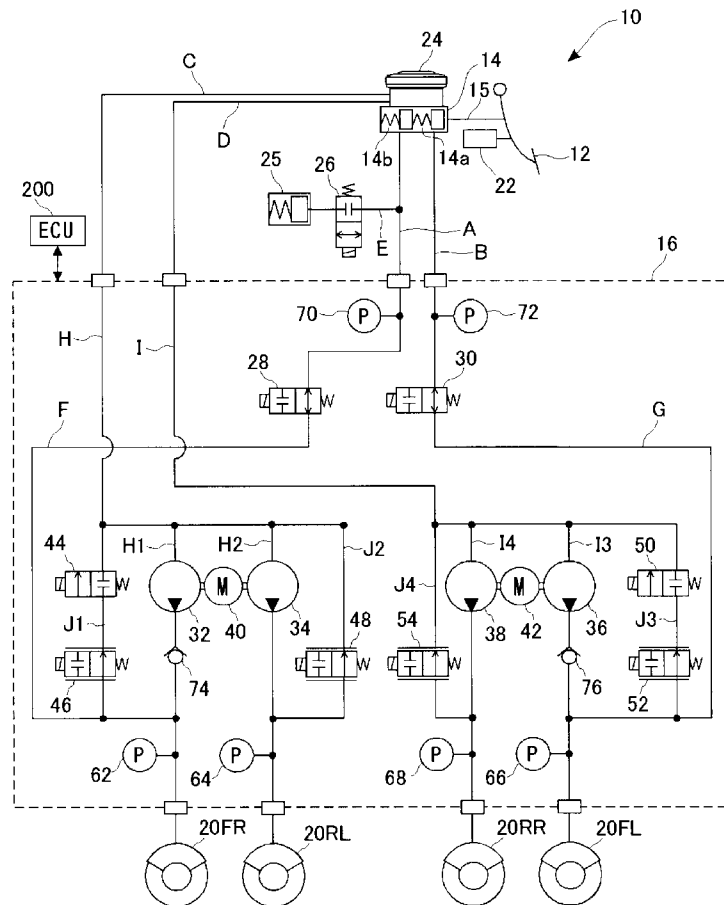 10
24
C
14
15
D
14b
14a
12
22
25
26
200
ECU
E
A
B
16
70
P
P
72
H
I
28
30
F
G
44
H1
H2
J2
I4
I3
50
M
M
J1
32
40
34
48
J4
54
38
42
36
J3
46
74
76
52
62
P
64
P
68
P
66
P
20FR
20RL
20RR
20FL